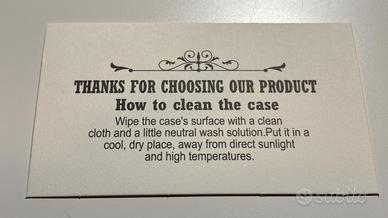 THANKS FOR CHOOSING OUR PRODUCT
How to clean the case
Wipe the case's surface with a clean
cloth and a little neutral wash solution.Put it in a
cool, dry place, away from direct sunlight
and high temperatures.
subito